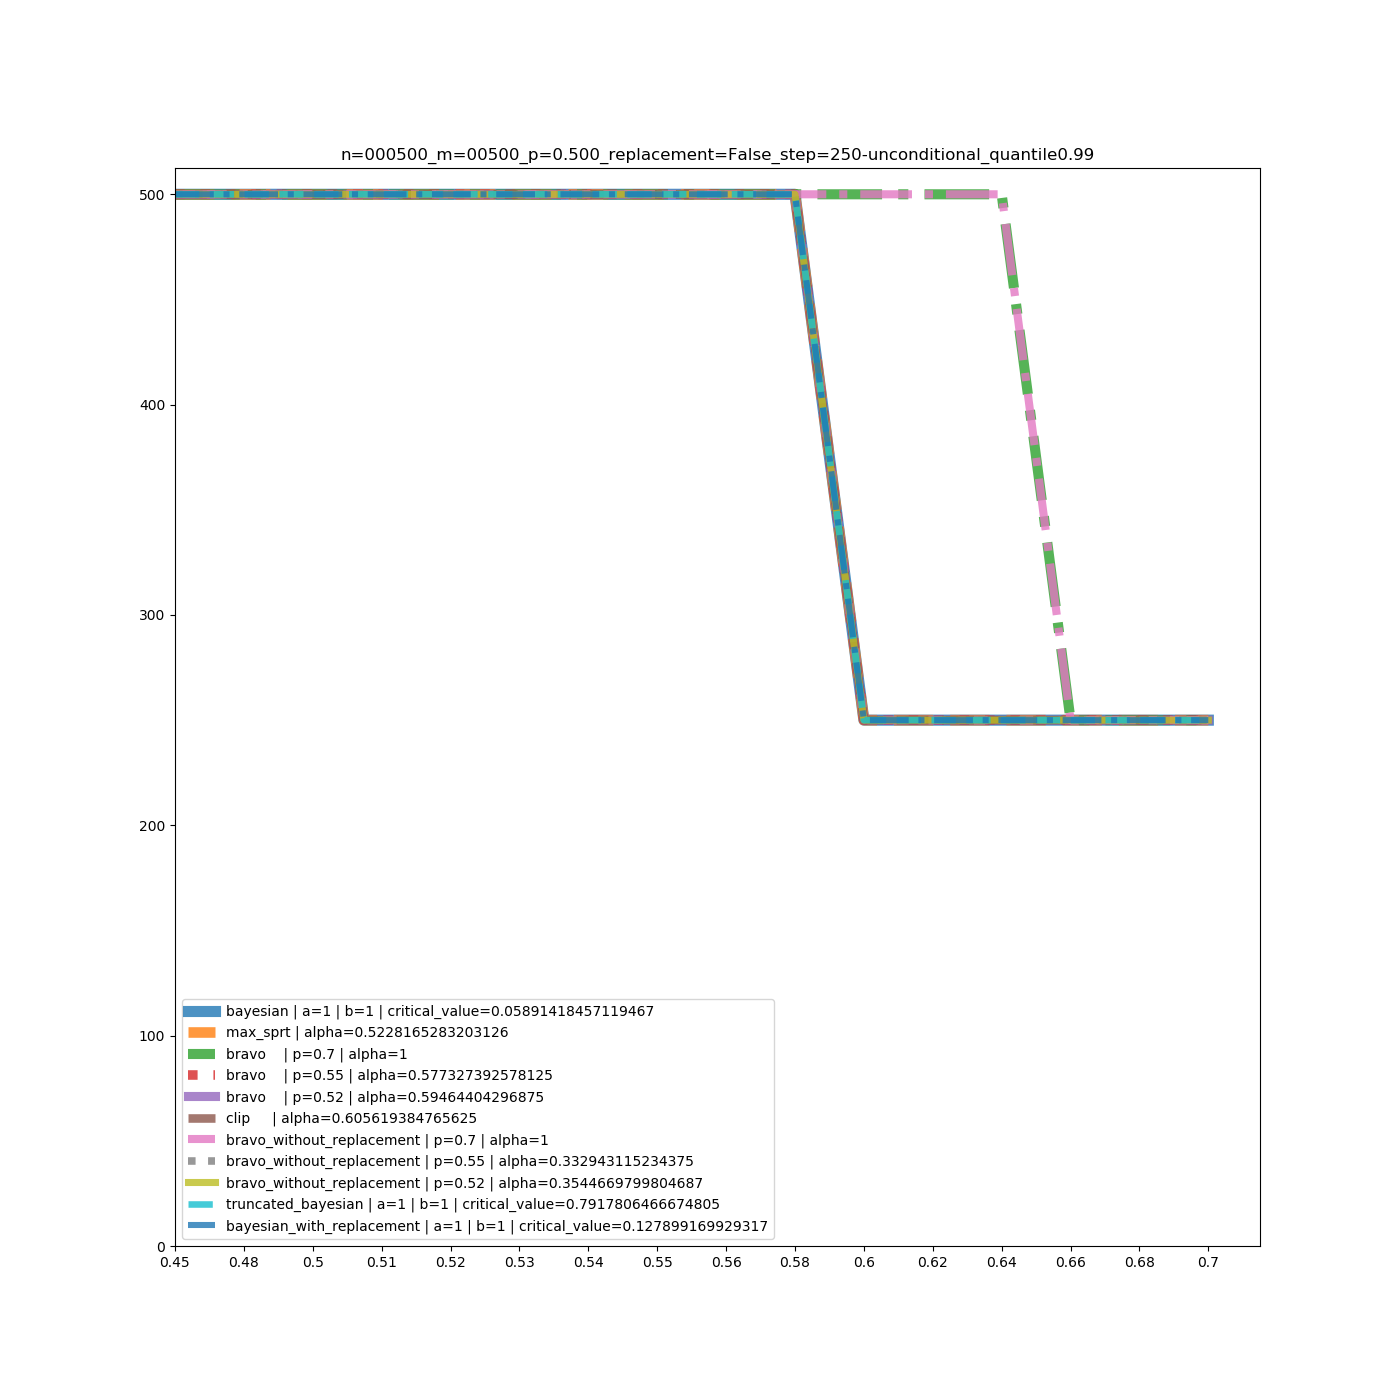 n=000500_m=00500_p=0.500_replacement=False_step=250-unconditional_quantile0.99
500
400
300
200
100
0
bayesian | a=1 | b=1 | critical_value=0.05891418457119467
max_sprt | alpha=0.5228165283203126
bravo    | p=0.7 | alpha=1
bravo    | p=0.55 | alpha=0.577327392578125
bravo    | p=0.52 | alpha=0.59464404296875
clip     | alpha=0.605619384765625
bravo_without_replacement | p=0.7 | alpha=1
bravo_without_replacement | p=0.55 | alpha=0.332943115234375
bravo_without_replacement | p=0.52 | alpha=0.3544669799804687
truncated_bayesian | a=1 | b=1 | critical_value=0.7917806466674805
bayesian_with_replacement | a=1 | b=1 | critical_value=0.127899169929317
0.45 0.48 0.5 0.51 0.52 0.53 0.54 0.55 0.56 0.58 0.6 0.62 0.64 0.66 0.68 0.7